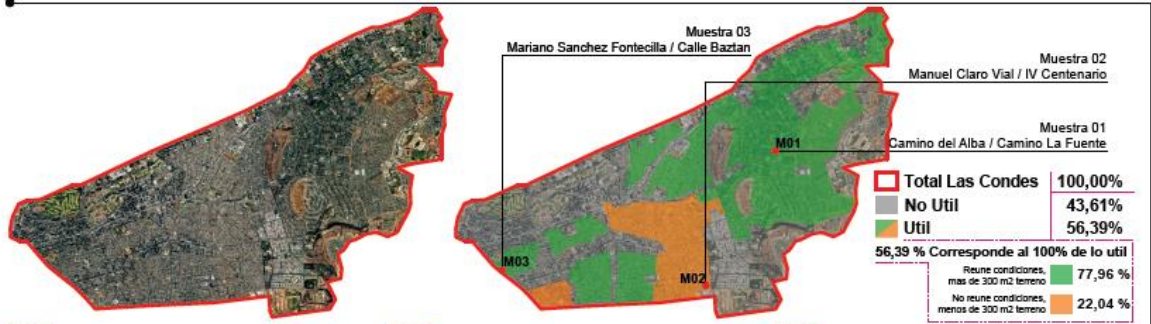 Muestra 03
Mariano Sanchez Fontecilla / Calle Baztan
Muestra 02
Manuel Claro Vial / IV Centenario
Muestra 01
Camino del Alba / Camino La Fuente
M01
M03
M02
Total Las Condes 100,00%
No Util 43,61%
Util 56,39%
56,39 % Corresponde al 100% de lo util
Reune condiciones,
mas de 300 m2 terreno 77,96 %
No reune condiciones,
menos de 300 m2 terreno 22,04 %